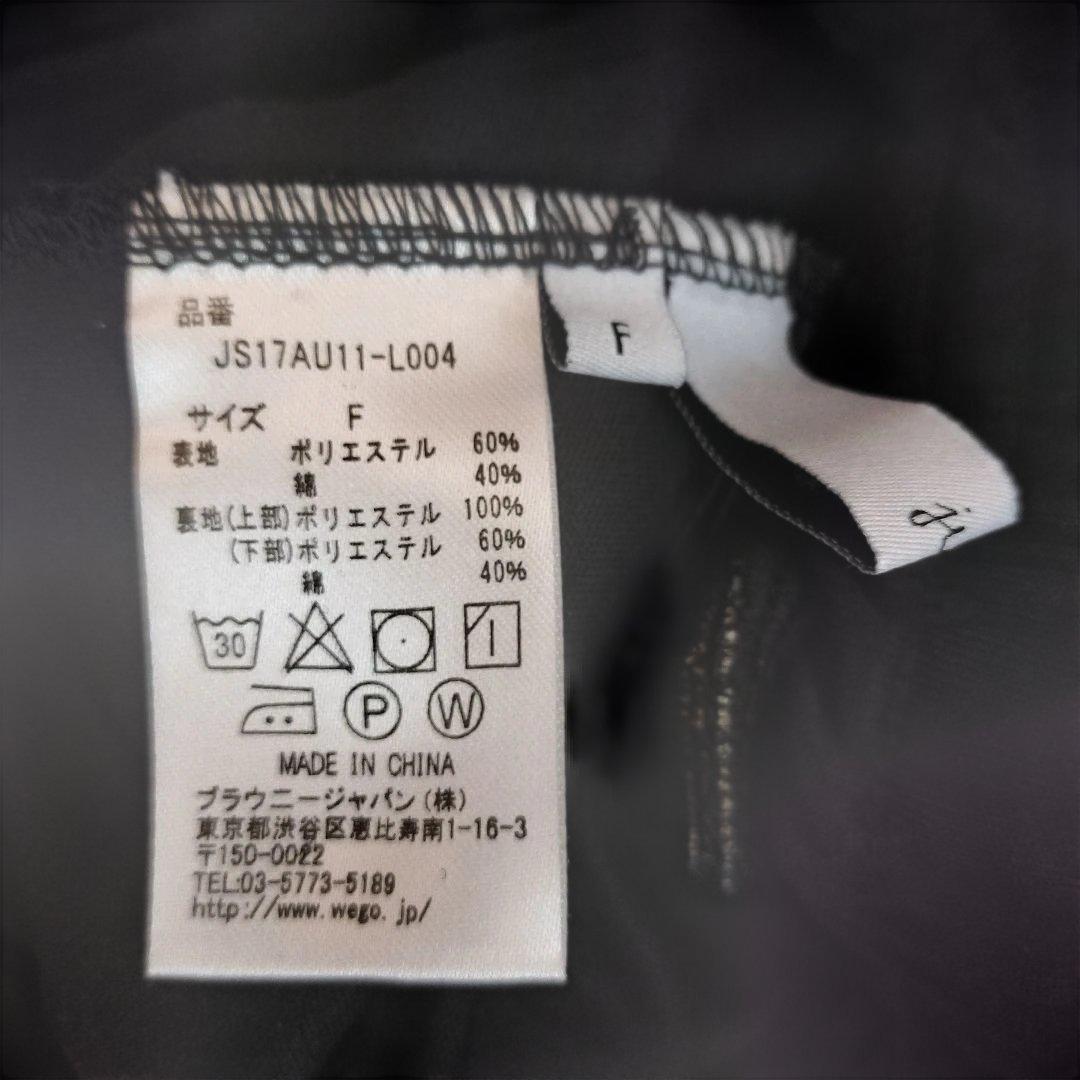 品番
JS17AU11-L004
サイズ F
表地 ポリエステル 60%
綿 40%
裏地(上部)ポリエステル 100%
(下部)ポリエステル 60%
綿 40%
30
P W
MADE IN CHINA
ブラウニージャパン(株)
東京都渋谷区恵比寿南1-16-3
〒150-0022
TEL:03-5773-5189
http://www.wego.jp/
F